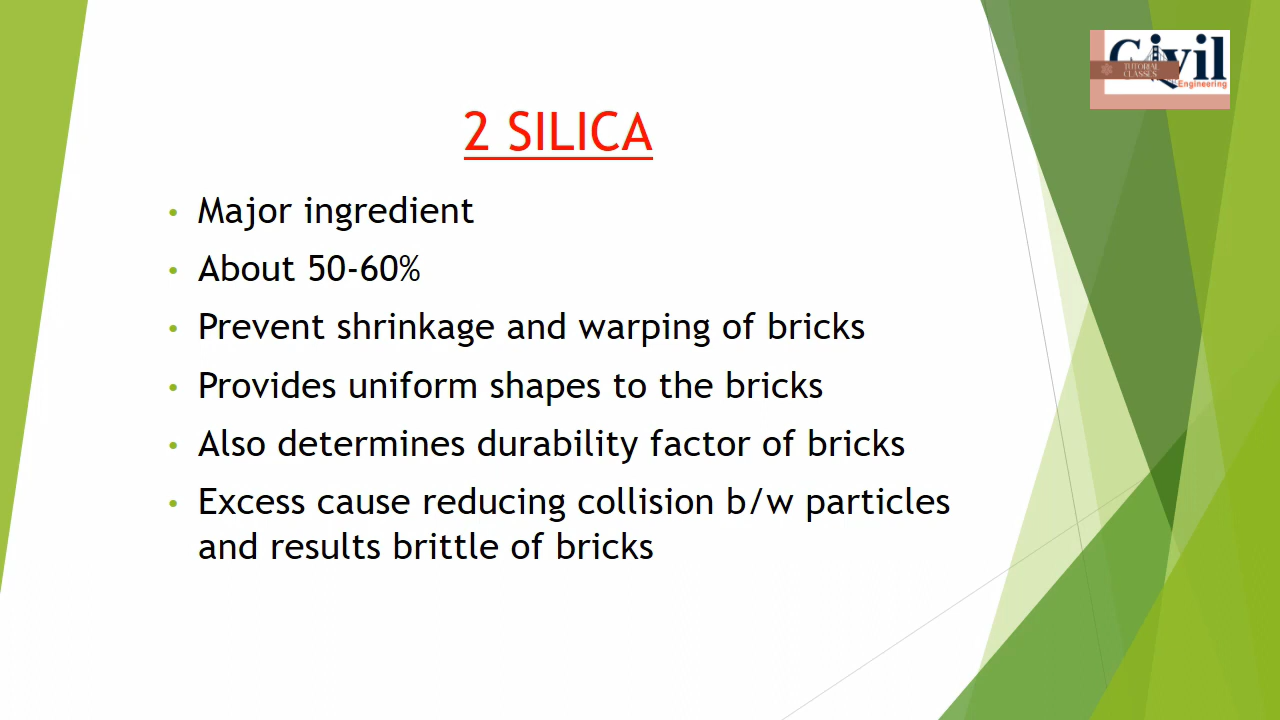 Civil
TUTORIAL
CLASSES
Engineering
2 SILICA
• Major ingredient
• About 50-60%
• Prevent shrinkage and warping of bricks
• Provides uniform shapes to the bricks
• Also determines durability factor of bricks
• Excess cause reducing collision b/w particles
and results brittle of bricks